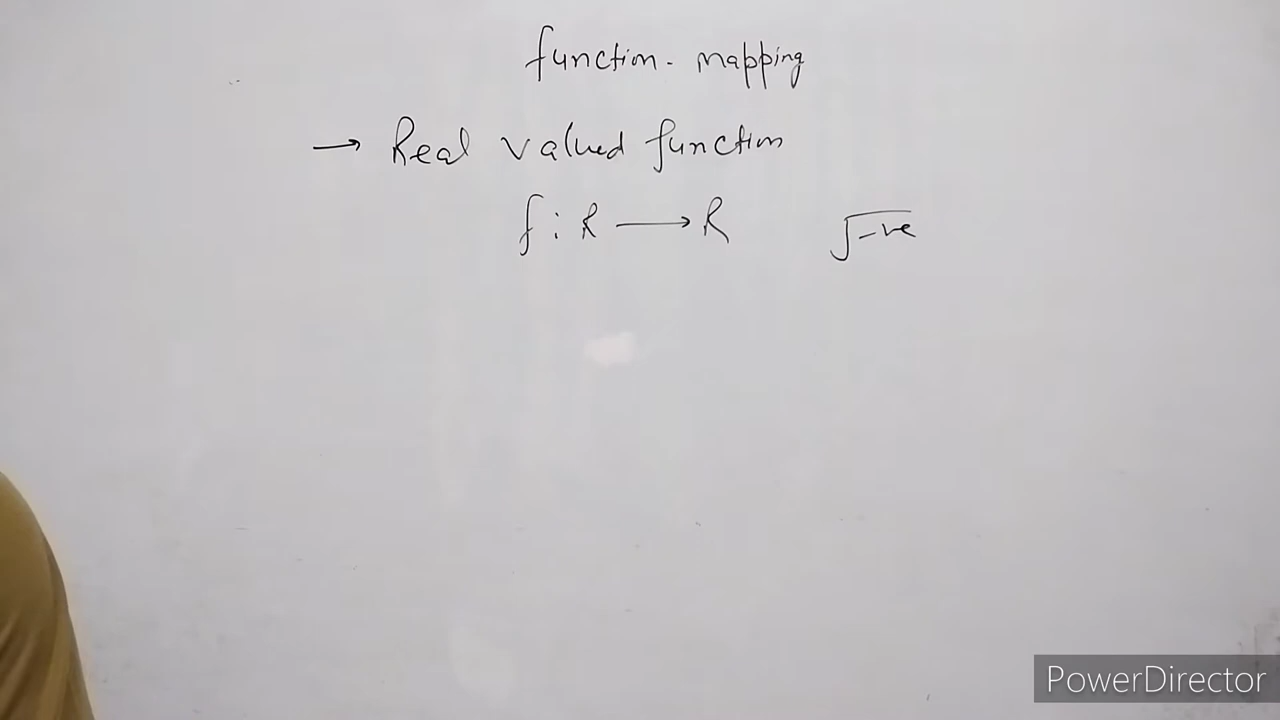 function - mapping
→ Real valued function
f : R ⟶ R √-ve
PowerDirector